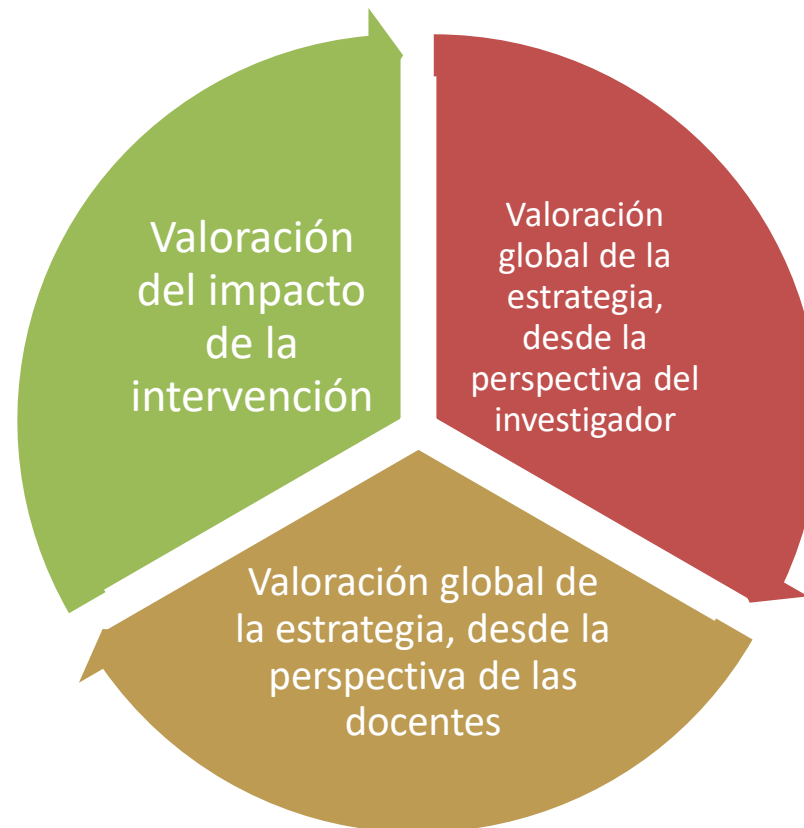 Valoración
del impacto
de la
intervención
Valoración
global de la
estrategia,
desde la
perspectiva del
investigador
Valoración global de
la estrategia, desde la
perspectiva de las
docentes